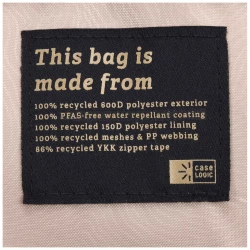 This bag is
made from
100% recycled 600D polyester exterior
100% PFAS-free water repellant coating
100% recycled 150D polyester lining
100% recycled meshes & PP webbing
86% recycled YKK zipper tape
case
LOGIC